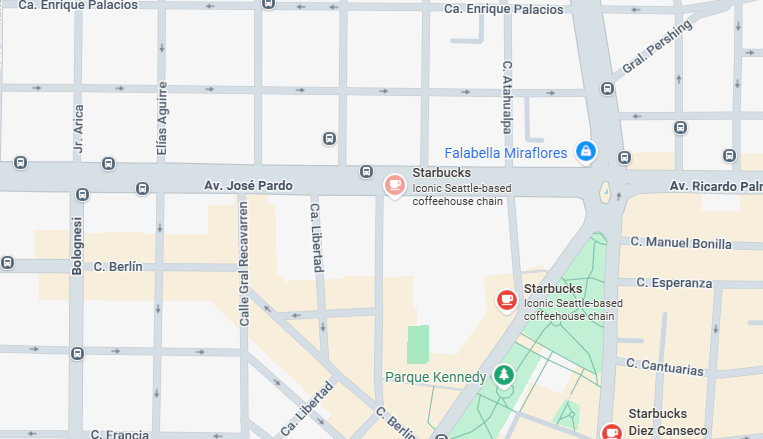 Ca. Enrique Palacios
Ca. Enrique Palacios
Gral. Pershing
C. Atahualpa
Jr. Arica
Elías Aguirre
Falabella Miraflores
Starbucks
Iconic Seattle-based
coffeehouse chain
Av. José Pardo
Av. Ricardo Palm
Bolognesi
Calle Gral Recavarren
Ca. Libertad
C. Manuel Bonilla
C. Berlín
C. Esperanza
Starbucks
Iconic Seattle-based
coffeehouse chain
C. Cantuarias
Parque Kennedy
Ca. Libertad
C. Berlín
Starbucks
Diez Canseco
C. Francia